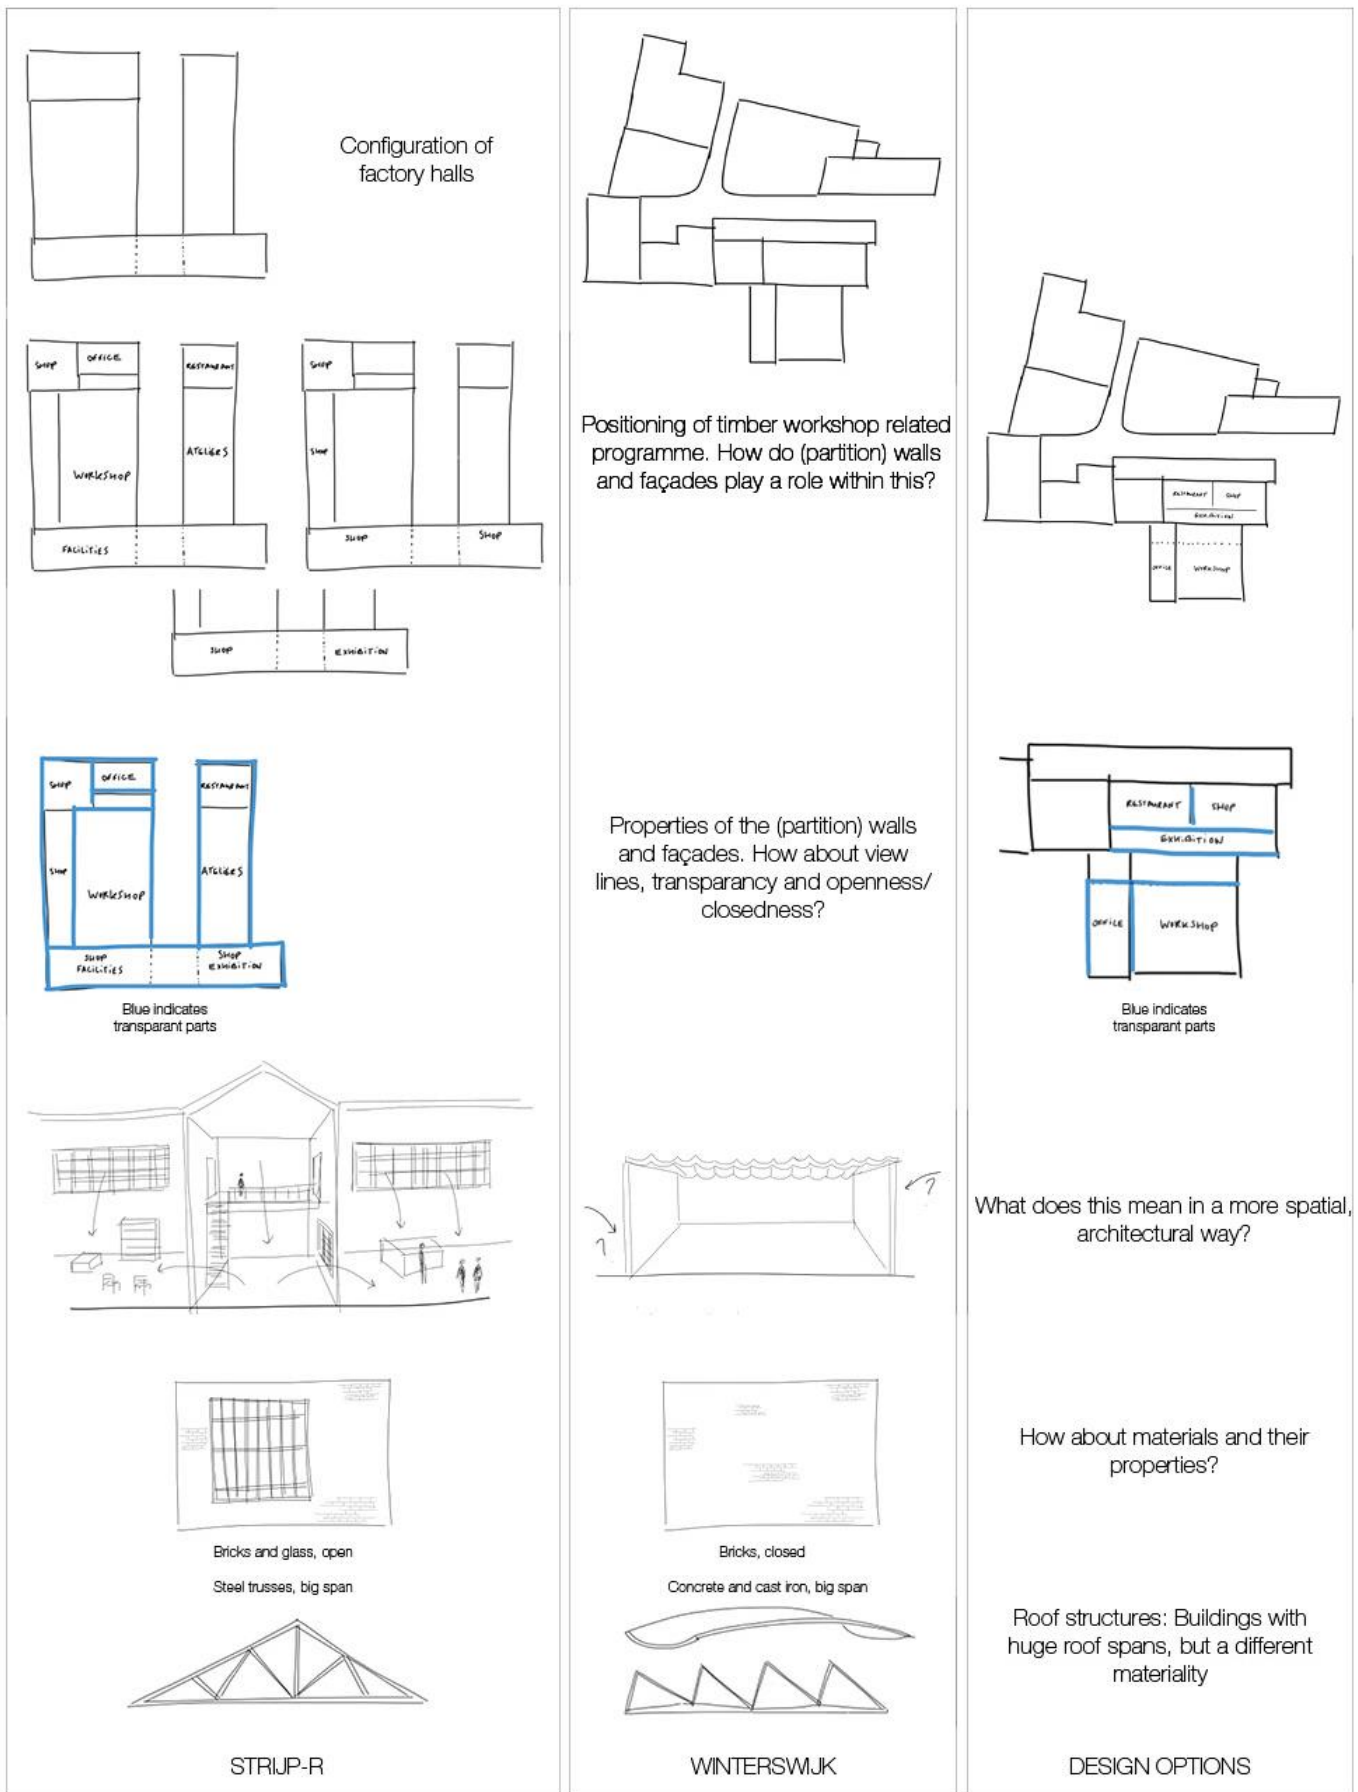 Configuration of
factory halls
SHOP
OFFICE
RESTAURANT
WORKSHOP
ATELIERS
FACILITIES
SHOP
SHOP
SHOP
SHOP
SHOP
EXHIBITION
Positioning of timber workshop related
programme. How do (partition) walls
and façades play a role within this?
RESTAURANT
SHOP
EXHIBITION
OFFICE
WORKSHOP
SHOP
OFFICE
RESTAURANT
SHOP
WORKSHOP
ATELIERS
SHOP
FACILITIES
SHOP
EXHIBITION
Blue indicates
transparant parts
Properties of the (partition) walls
and façades. How about view
lines, transparancy and openness/
closedness?
RESTAURANT
SHOP
EXHIBITION
OFFICE
WORKSHOP
Blue indicates
transparant parts
?
?
What does this mean in a more spatial,
architectural way?
Bricks and glass, open
Steel trusses, big span
Bricks, closed
Concrete and cast iron, big span
How about materials and their
properties?
Roof structures: Buildings with
huge roof spans, but a different
materiality
STRIJP-R
WINTERSWIJK
DESIGN OPTIONS